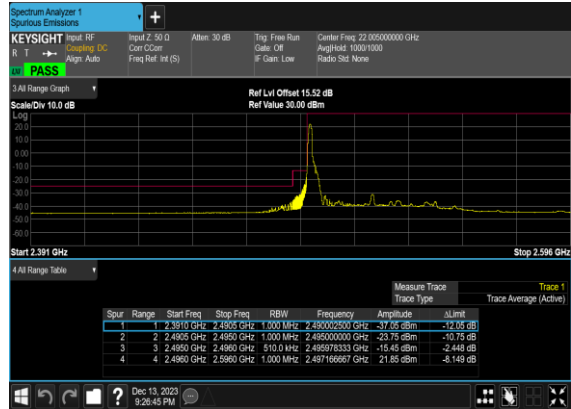 Spectrum Analyzer 1
Spurious Emissions
+
KEYSIGHT
R T
LW PASS
Input: RF
Coupling: DC
Align: Auto
Input Z: 50 Ω
Corr CCorr
Freq Ref: Int (S)
Atten: 30 dB
Trig: Free Run
Gate: Off
IF Gain: Low
Center Freq: 22.005000000 GHz
Avg|Hold: 1000/1000
Radio Std: None
3 All Range Graph
Scale/Div 10.0 dB
Ref Lvl Offset 15.52 dB
Ref Value 30.00 dBm
Log
20.0
10.0
0.00
-10.0
-20.0
-30.0
-40.0
-50.0
-60.0
Start 2.391 GHz
Stop 2.596 GHz
4 All Range Table
Measure Trace Trace 1
Trace Type Trace Average (Active)
Spur Range Start Freq Stop Freq RBW Frequency Amplitude ΔLimit
1 1 2.3910 GHz 2.4905 GHz 1.000 MHz 2.490002500 GHz -37.05 dBm -12.05 dB
2 2 2.4905 GHz 2.4950 GHz 1.000 MHz 2.495000000 GHz -23.75 dBm -10.75 dB
3 3 2.4950 GHz 2.4960 GHz 510.0 kHz 2.495978333 GHz -15.45 dBm -2.448 dB
4 4 2.4960 GHz 2.5960 GHz 1.000 MHz 2.497166667 GHz 21.85 dBm -8.149 dB
?
Dec 13, 2023
9:26:45 PM